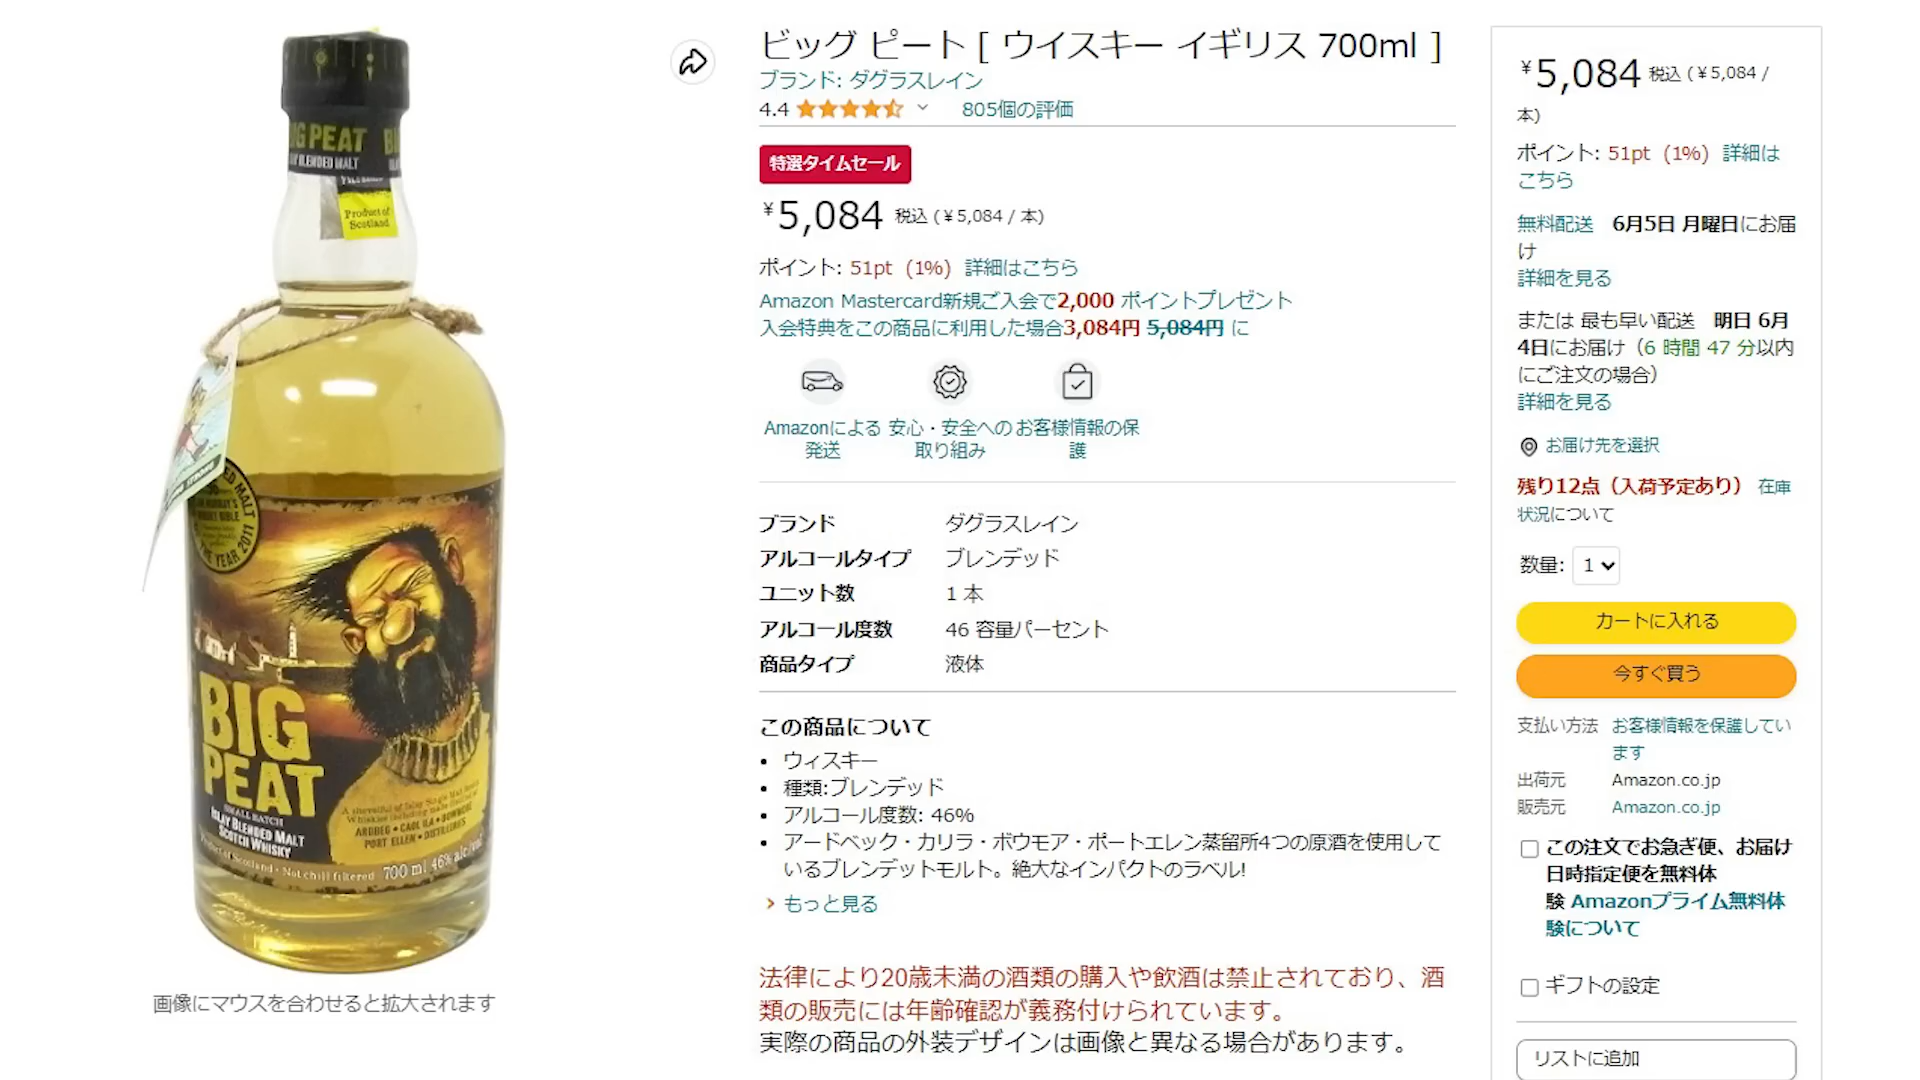 BIG PEAT
ISLAY BLENDED MALT
Product of
Scotland
THE YEAR 2011
BIG
PEAT
SMALL BATCH
ISLAY BLENDED MALT
SCOTCH WHISKY
ARDBEG • CAOL ILA • BOWMORE
PORT ELLEN • DISTILLERIES
Product of Scotland • Not chill filtered 700 ml 46% alc/vol
画像にマウスを合わせると拡大されます
ビッグ ピート [ ウイスキー イギリス 700ml ]
ブランド: ダグラスレイン
4.4 805個の評価
特選タイムセール
¥5,084 税込 (¥5,084 / 本)
ポイント: 51pt (1%) 詳細はこちら
Amazon Mastercard新規ご入会で2,000 ポイントプレゼント
入会特典をこの商品に利用した場合3,084円 5,084円 に
Amazonによる
発送
安心・安全への
取り組み
お客様情報の保
護
ブランド ダグラスレイン
アルコールタイプ ブレンデッド
ユニット数 1 本
アルコール度数 46 容量パーセント
商品タイプ 液体
この商品について
• ウィスキー
• 種類:ブレンデッド
• アルコール度数: 46%
• アードベック・カリラ・ボウモア・ポートエレン蒸留所4つの原酒を使用して
いるブレンデットモルト。絶大なインパクトのラベル!
› もっと見る
法律により20歳未満の酒類の購入や飲酒は禁止されており、酒
類の販売には年齢確認が義務付けられています。
実際の商品の外装デザインは画像と異なる場合があります。
¥5,084 税込 (¥5,084 /
本)
ポイント: 51pt (1%) 詳細は
こちら
無料配送 6月5日 月曜日にお届
け
詳細を見る
または 最も早い配送 明日 6月
4日にお届け（6 時間 47 分以内
にご注文の場合）
詳細を見る
お届け先を選択
残り12点（入荷予定あり） 在庫
状況について
数量: 1
カートに入れる
今すぐ買う
支払い方法 お客様情報を保護してい
ます
出荷元 Amazon.co.jp
販売元 Amazon.co.jp
この注文でお急ぎ便、お届け
日時指定便を無料体
験 Amazonプライム無料体
験について
ギフトの設定
リストに追加